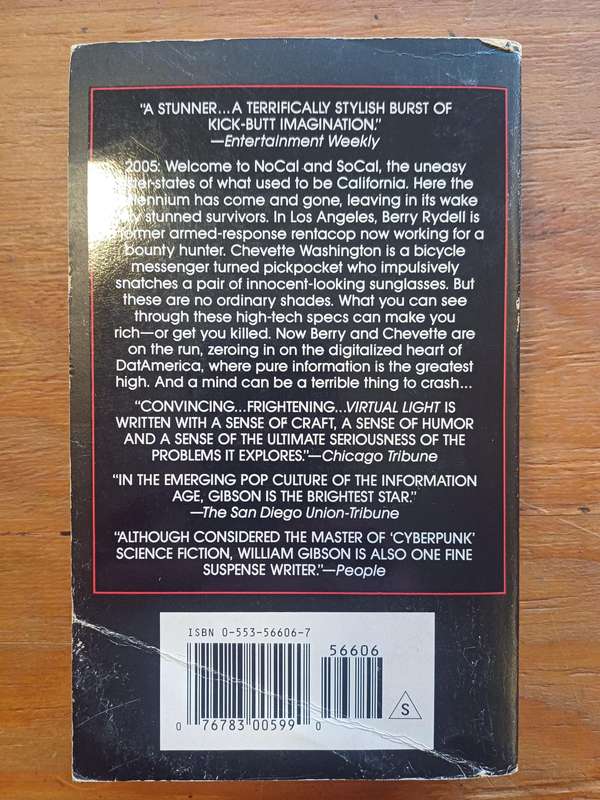 "A STUNNER...A TERRIFICALLY STYLISH BURST OF
KICK-BUTT IMAGINATION."
—Entertainment Weekly
2005: Welcome to NoCal and SoCal, the uneasy
-states of what used to be California. Here the
millennium has come and gone, leaving in its wake
only stunned survivors. In Los Angeles, Berry Rydell is
former armed-response rentacop now working for a
bounty hunter. Chevette Washington is a bicycle
messenger turned pickpocket who impulsively
snatches a pair of innocent-looking sunglasses. But
these are no ordinary shades. What you can see
through these high-tech specs can make you
rich—or get you killed. Now Berry and Chevette are
on the run, zeroing in on the digitalized heart of
DatAmerica, where pure information is the greatest
high. And a mind can be a terrible thing to crash...
"CONVINCING...FRIGHTENING...VIRTUAL LIGHT IS
WRITTEN WITH A SENSE OF CRAFT, A SENSE OF HUMOR
AND A SENSE OF THE ULTIMATE SERIOUSNESS OF THE
PROBLEMS IT EXPLORES."—Chicago Tribune
"IN THE EMERGING POP CULTURE OF THE INFORMATION
AGE, GIBSON IS THE BRIGHTEST STAR."
—The San Diego Union-Tribune
"ALTHOUGH CONSIDERED THE MASTER OF 'CYBERPUNK'
SCIENCE FICTION, WILLIAM GIBSON IS ALSO ONE FINE
SUSPENSE WRITER."—People
ISBN 0-553-56606-7
56606
S
0 76783 00599 0